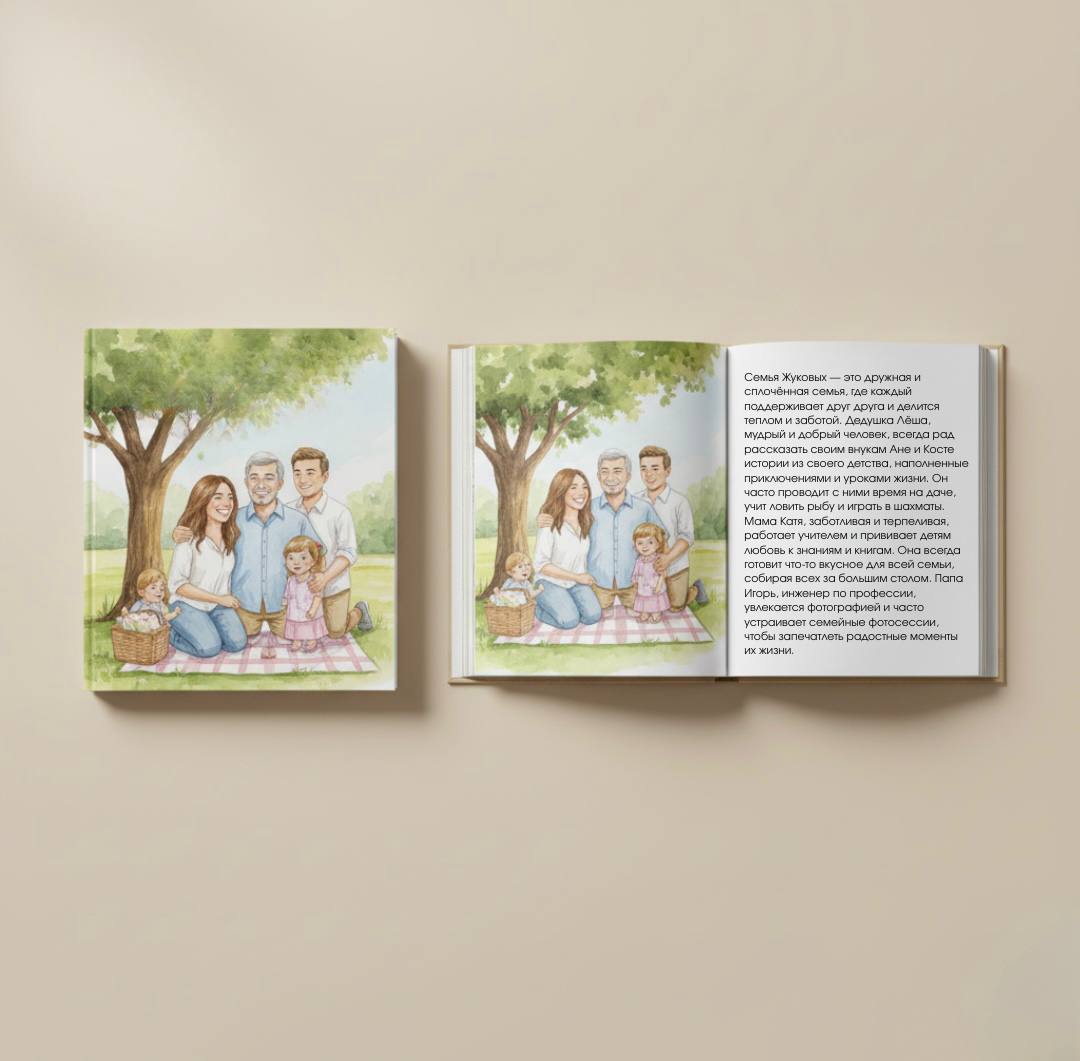 Семья Жуковых — это дружная и
сплочённая семья, где каждый
поддерживает друг друга и делится
теплом и заботой. Дедушка Лёша,
мудрый и добрый человек, всегда рад
рассказать своим внукам Ане и Косте
истории из своего детства, наполненные
приключениями и уроками жизни. Он
часто проводит с ними время на даче,
учит ловить рыбу и играть в шахматы.
Мама Катя, заботливая и терпеливая,
работает учителем и прививает детям
любовь к знаниям и книгам. Она всегда
готовит что-то вкусное для всей семьи,
собирая всех за большим столом. Папа
Игорь, инженер по профессии,
увлекается фотографией и часто
устраивает семейные фотосессии,
чтобы запечатлеть радостные моменты
их жизни.